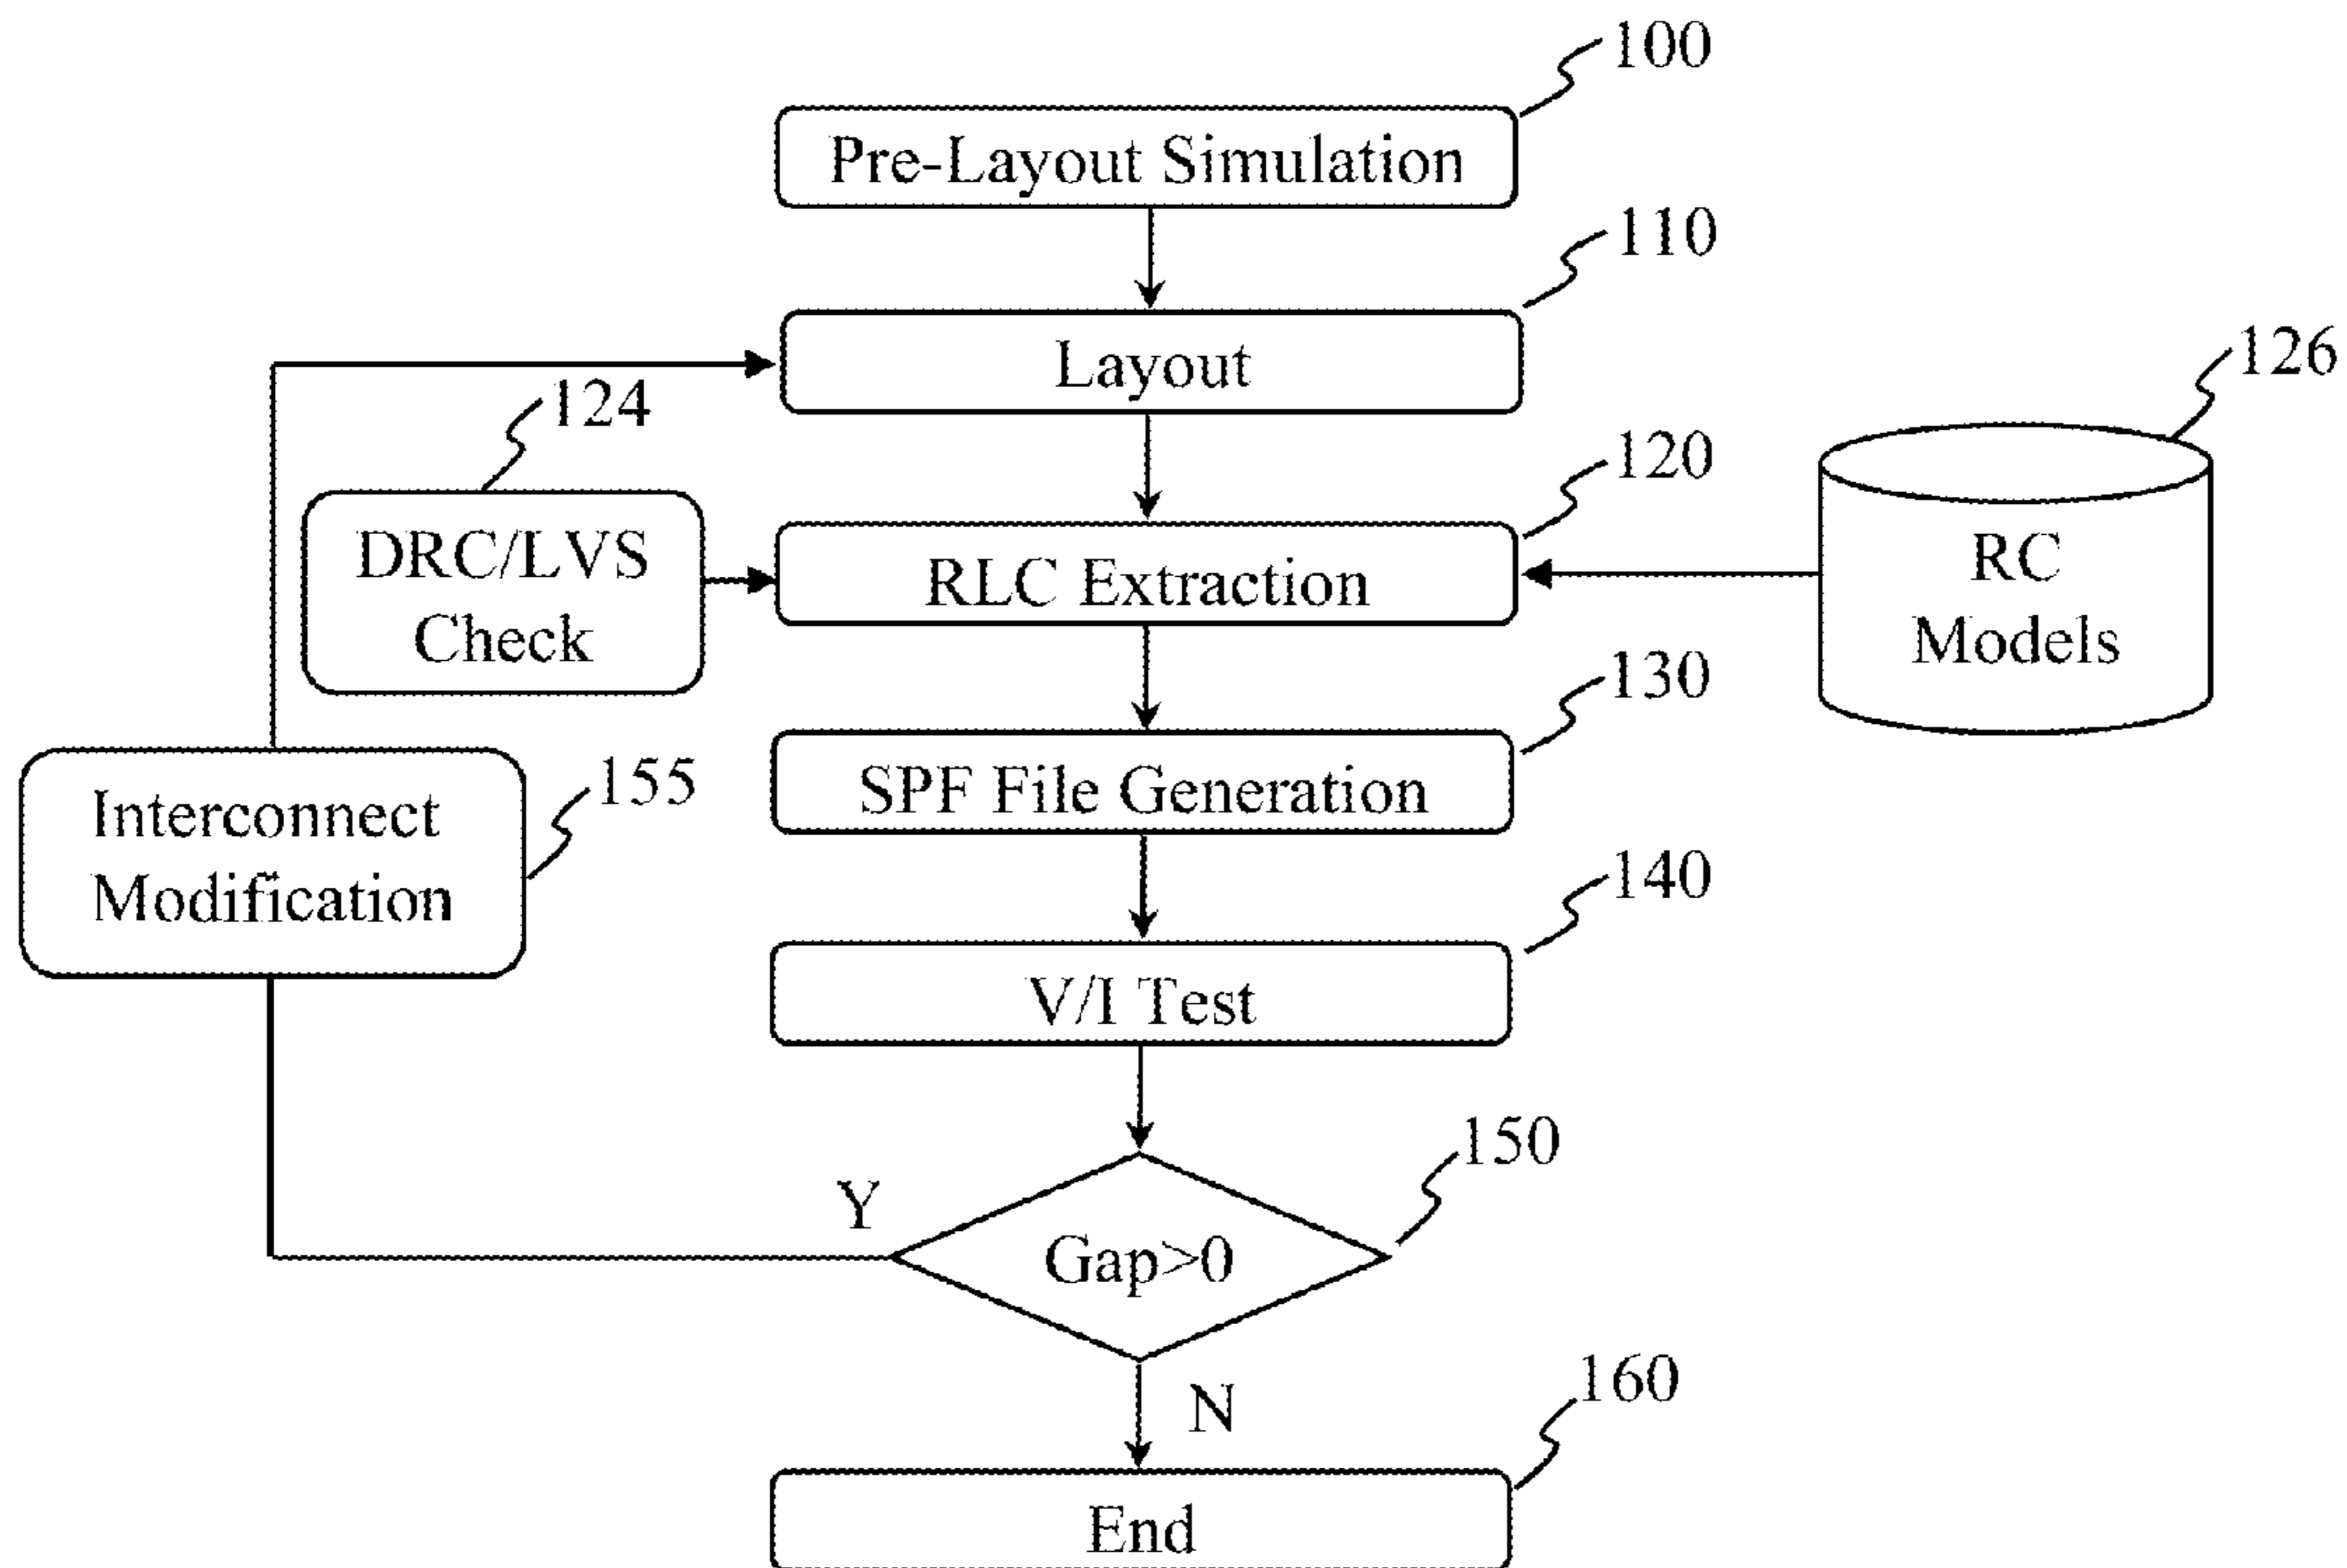 100
Pre-Layout Simulation
110
Layout
126
124
120
DRC/LVS
Check
RLC Extraction
RC
Models
130
155
Interconnect
Modification
SPF File Generation
140
V/I Test
150
Y
Gap>0
N
160
End